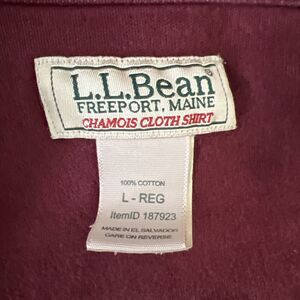 L.L.Bean®
FREEPORT, MAINE
CHAMOIS CLOTH SHIRT
100% COTTON
L - REG
ItemID 187923
MADE IN EL SALVADOR
CARE ON REVERSE